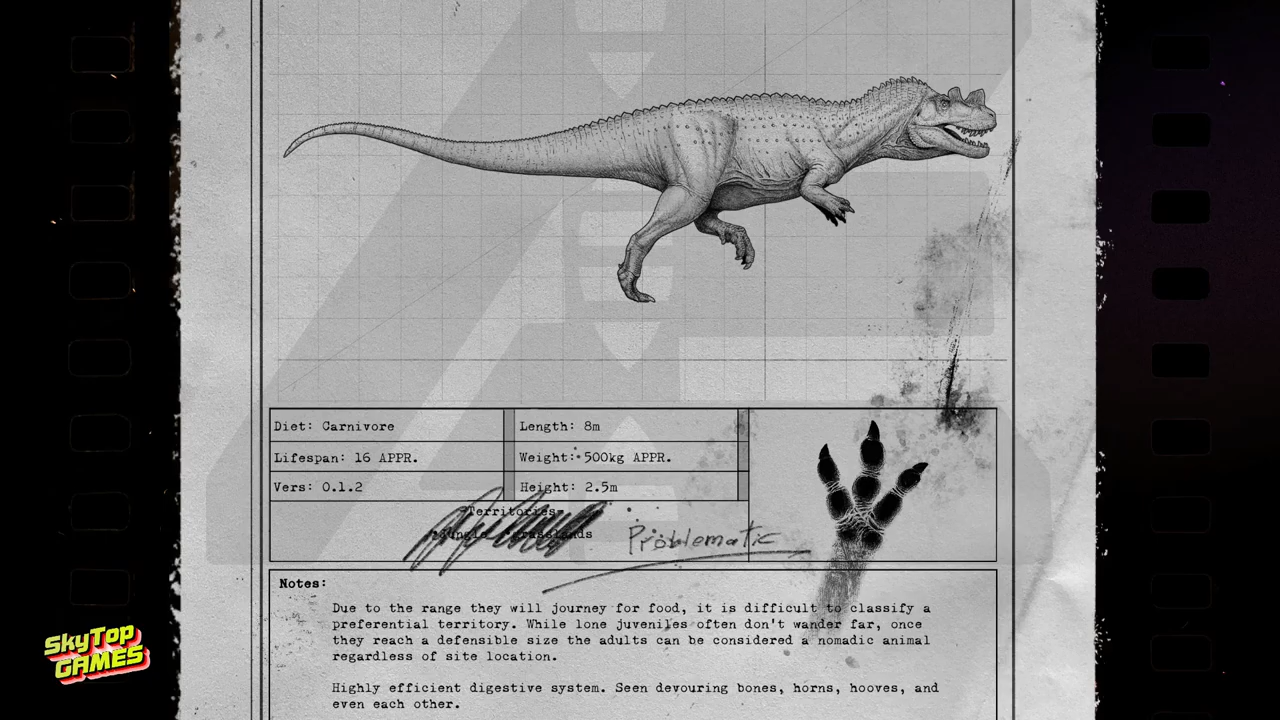 Diet: Carnivore
Length: 8m
Lifespan: 16 APPR.
Weight: 500kg APPR.
Vers: 0.1.2
Height: 2.5m
Territories
grasslands
Problematic
Notes:
Due to the range they will journey for food, it is difficult to classify a
preferential territory. While lone juveniles often don't wander far, once
they reach a defensible size the adults can be considered a nomadic animal
regardless of site location.
Highly efficient digestive system. Seen devouring bones, horns, hooves, and
even each other.
SkyTop
GAMES